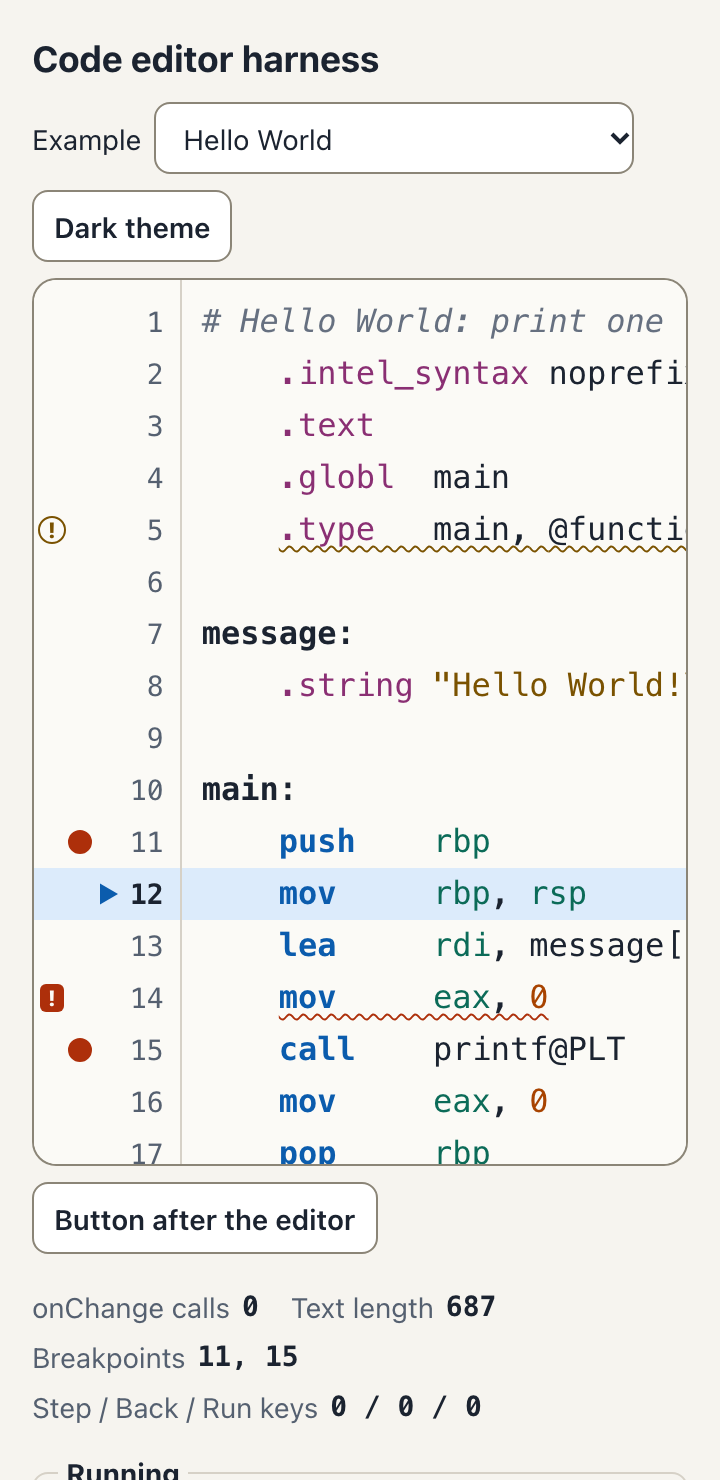 Code editor harness
Example Hello World
Dark theme
1 # Hello World: print one
2 .intel_syntax noprefi
3 .text
4 .globl main
! 5 .type main, @functi
6
7 message:
8 .string "Hello World!
9
10 main:
11 push rbp
12 mov rbp, rsp
13 lea rdi, message[
! 14 mov eax, 0
15 call printf@PLT
16 mov eax, 0
17 pop rbp
Button after the editor
onChange calls 0 Text length 687
Breakpoints 11, 15
Step / Back / Run keys 0 / 0 / 0
Running